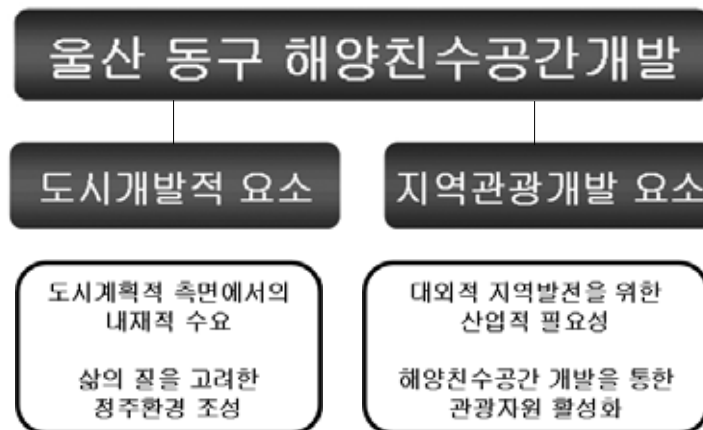 울산 동구 해양친수공간개발
도시개발적 요소
지역관광개발 요소
도시계획적 측면에서의
내재적 수요
삶의 질을 고려한
정주환경 조성
대외적 지역발전을 위한
산업적 필요성
해양친수공간 개발을 통한
관광자원 활성화